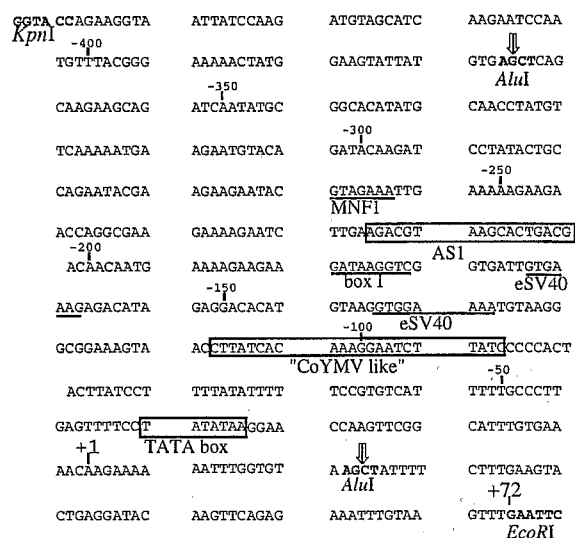 GGTA CCAGAAGGTA ATTATCCAAG ATGTAGCATC AAGAATCCAA
KpnI
-400
TGTTTACGGG AAAAACTATG GAAGTATTAT GTGAGCTCAG
AluI
-350
CAAGAAGCAG ATCAATATGC GGCACATATG CAACCTATGT
-300
TCAAAAATGA AGAATGTACA GATACAAGAT CCTATACTGC
-250
CAGAATACGA AGAAGAATAC GTAGAAATTG AAAAAGAAGA
MNF1
ACCAGGCGAA GAAAAGAATC TTGAAGACGT AAGCACTGACG
-200
AS1
ACAACAATG AAAAGAAGAA GATAAGGTCG GTGATTGTGA
box 1
eSV40
-150
AAGAGACATA GAGGACACAT GTAAGGTGGA AAATGTAAGG
eSV40
-100
GCGGAAAGTA ACCTTATCAC AAAGGAATCT TATCCCCCACT
"CoYMV like"
-50
ACTTATCCT TTTATATTTT TCCGTGTCAT TTTTGCCCTT
GAGTTTTCCT ATATAAGGAA CCAAGTTCGG CATTTGTGAA
+1
TATA box
AACAAGAAAA AATTTGGTGT AAGCTATTTT CTTTGAAGTA
AluI
+72
CTGAGGATAC AAGTTCAGAG AAATTTGTAA GTTTGAATTC
EcoRI